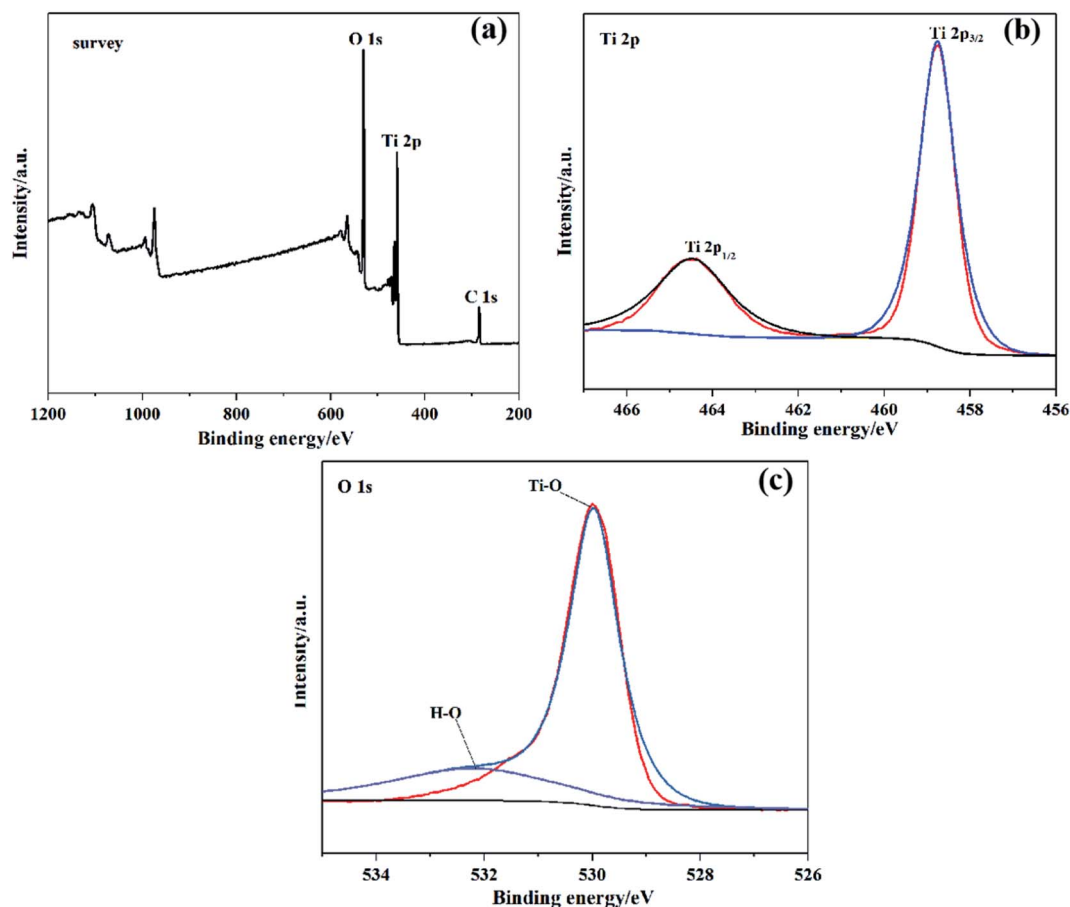 survey
(a)
O 1s
Ti 2p
C 1s
Intensity/a.u.
1200 1000 800 600 400 200
Binding energy/eV
Ti 2p
(b)
Ti 2p3/2
Ti 2p1/2
Intensity/a.u.
466 464 462 460 458 456
Binding energy/eV
O 1s
(c)
Ti-O
H-O
Intensity/a.u.
534 532 530 528 526
Binding energy/eV